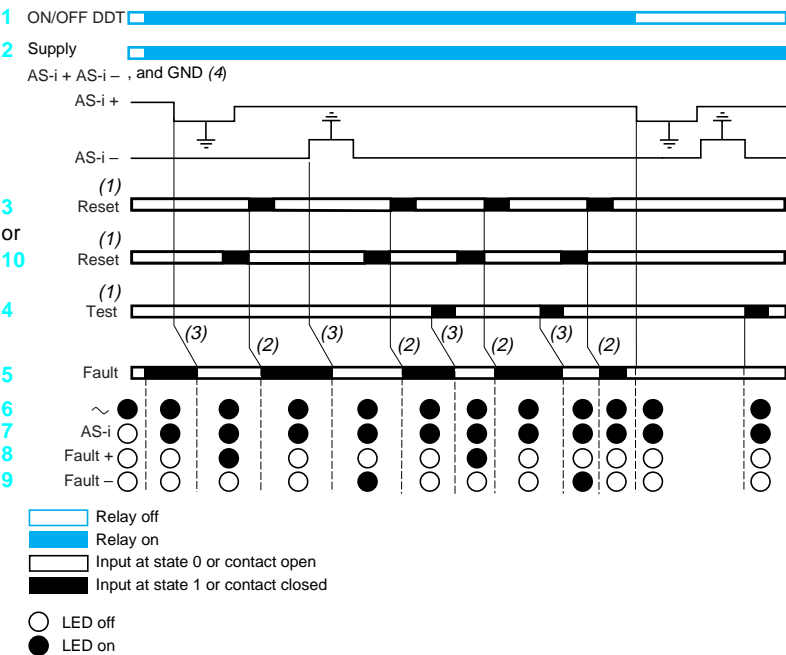 1 ON/OFF DDT
2 Supply
AS-i + AS-i – , and GND (4)
AS-i +
AS-i –
(1)
3 Reset
or
(1)
10 Reset
(1)
4 Test
(3) (2) (3) (2) (3) (2) (3) (2)
5 Fault
6 ~
7 AS-i
8 Fault +
9 Fault –
Relay off
Relay on
Input at state 0 or contact open
Input at state 1 or contact closed
LED off
LED on